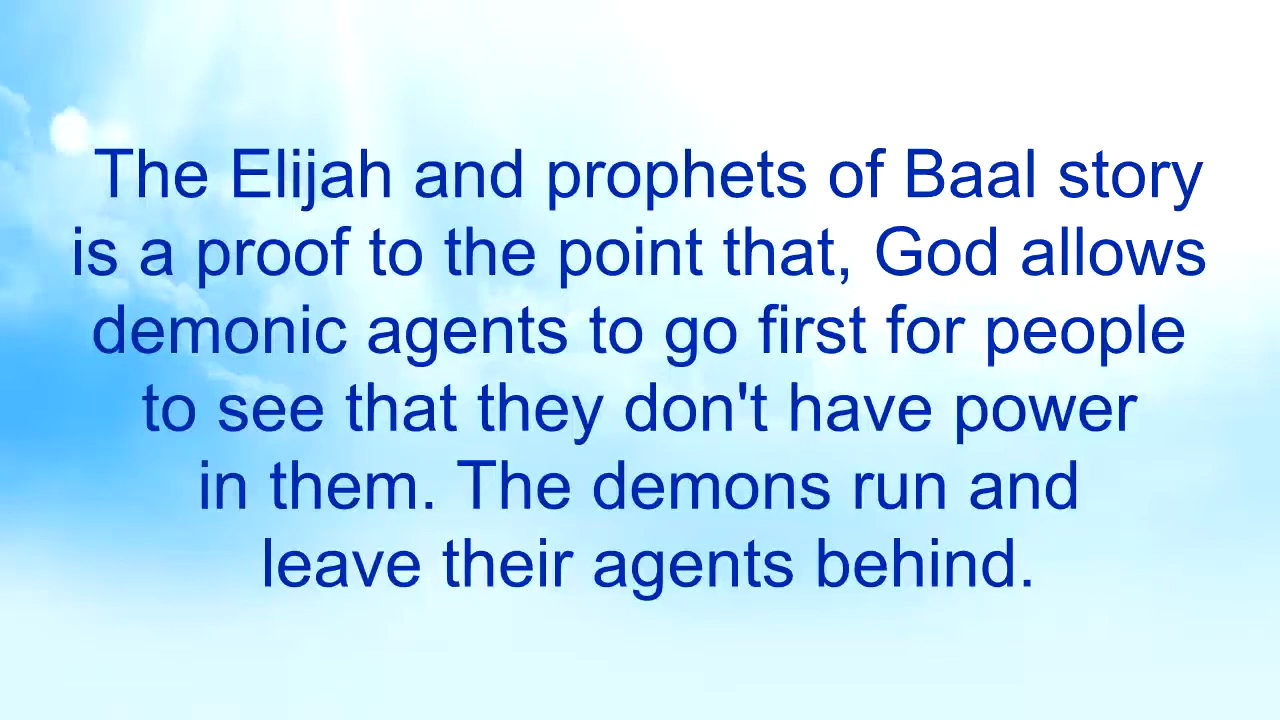 The Elijah and prophets of Baal story
is a proof to the point that, God allows
demonic agents to go first for people
to see that they don't have power
in them. The demons run and
leave their agents behind.